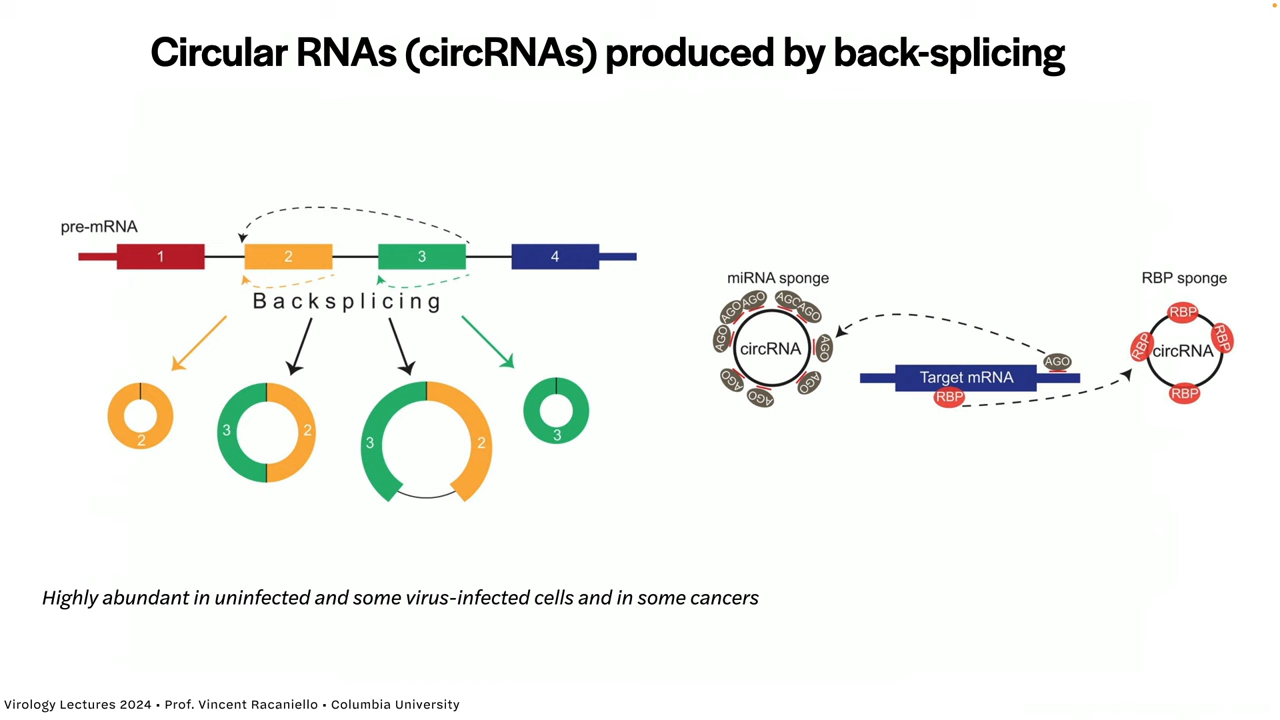 Circular RNAs (circRNAs) produced by back-splicing
pre-mRNA
1
2
3
4
Backsplicing
2
3
2
3
2
3
miRNA sponge
AGO
AGO
AGO
AGC
AGO
AGO
AGO
AGO
AGO
circRNA
Target mRNA
AGO
RBP
RBP sponge
RBP
RBP
RBP
RBP
circRNA
Highly abundant in uninfected and some virus-infected cells and in some cancers
Virology Lectures 2024 • Prof. Vincent Racaniello • Columbia University